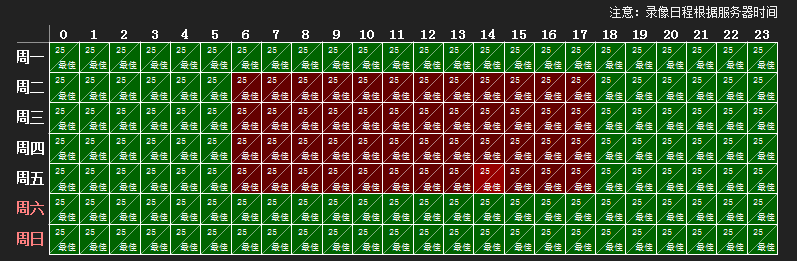 注意：录像日程根据服务器时间
0 1 2 3 4 5 6 7 8 9 10 11 12 13 14 15 16 17 18 19 20 21 22 23
周一 25 25 25 25 25 25 25 25 25 25 25 25 25 25 25 25 25 25 25 25 25 25 25 25
最佳 最佳 最佳 最佳 最佳 最佳 最佳 最佳 最佳 最佳 最佳 最佳 最佳 最佳 最佳 最佳 最佳 最佳 最佳 最佳 最佳 最佳 最佳 最佳
周二 25 25 25 25 25 25 25 25 25 25 25 25 25 25 25 25 25 25 25 25 25 25 25 25
最佳 最佳 最佳 最佳 最佳 最佳 最佳 最佳 最佳 最佳 最佳 最佳 最佳 最佳 最佳 最佳 最佳 最佳 最佳 最佳 最佳 最佳 最佳 最佳
周三 25 25 25 25 25 25 25 25 25 25 25 25 25 25 25 25 25 25 25 25 25 25 25 25
最佳 最佳 最佳 最佳 最佳 最佳 最佳 最佳 最佳 最佳 最佳 最佳 最佳 最佳 最佳 最佳 最佳 最佳 最佳 最佳 最佳 最佳 最佳 最佳
周四 25 25 25 25 25 25 25 25 25 25 25 25 25 25 25 25 25 25 25 25 25 25 25 25
最佳 最佳 最佳 最佳 最佳 最佳 最佳 最佳 最佳 最佳 最佳 最佳 最佳 最佳 最佳 最佳 最佳 最佳 最佳 最佳 最佳 最佳 最佳 最佳
周五 25 25 25 25 25 25 25 25 25 25 25 25 25 25 25 25 25 25 25 25 25 25 25 25
最佳 最佳 最佳 最佳 最佳 最佳 最佳 最佳 最佳 最佳 最佳 最佳 最佳 最佳 最佳 最佳 最佳 最佳 最佳 最佳 最佳 最佳 最佳 最佳
周六 25 25 25 25 25 25 25 25 25 25 25 25 25 25 25 25 25 25 25 25 25 25 25 25
最佳 最佳 最佳 最佳 最佳 最佳 最佳 最佳 最佳 最佳 最佳 最佳 最佳 最佳 最佳 最佳 最佳 最佳 最佳 最佳 最佳 最佳 最佳 最佳
周日 25 25 25 25 25 25 25 25 25 25 25 25 25 25 25 25 25 25 25 25 25 25 25 25
最佳 最佳 最佳 最佳 最佳 最佳 最佳 最佳 最佳 最佳 最佳 最佳 最佳 最佳 最佳 最佳 最佳 最佳 最佳 最佳 最佳 最佳 最佳 最佳